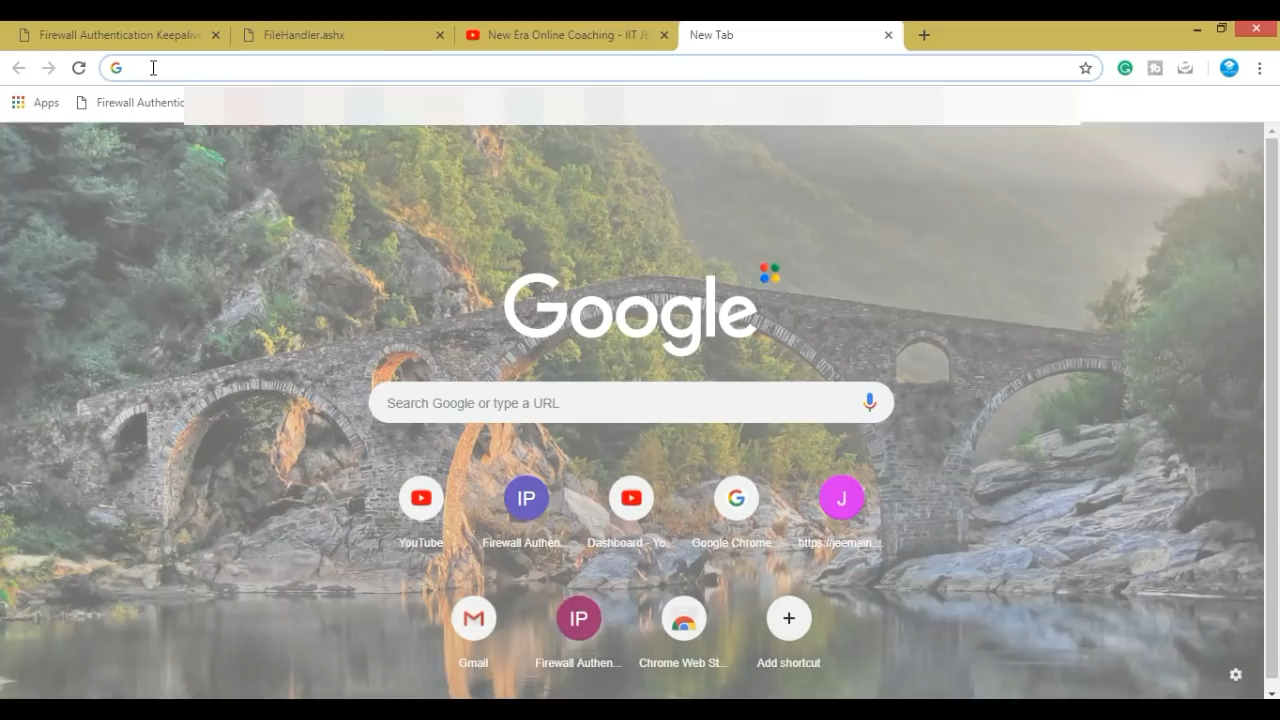 Firewall Authentication Keepalive
FileHandler.ashx
New Era Online Coaching - IIT JE
New Tab
Apps
Firewall Authentic
Google
Search Google or type a URL
IP
J
YouTube
Firewall Authen...
Dashboard - Yo...
Google Chrome ...
https://jeemain....
IP
Gmail
Firewall Authen...
Chrome Web St...
Add shortcut